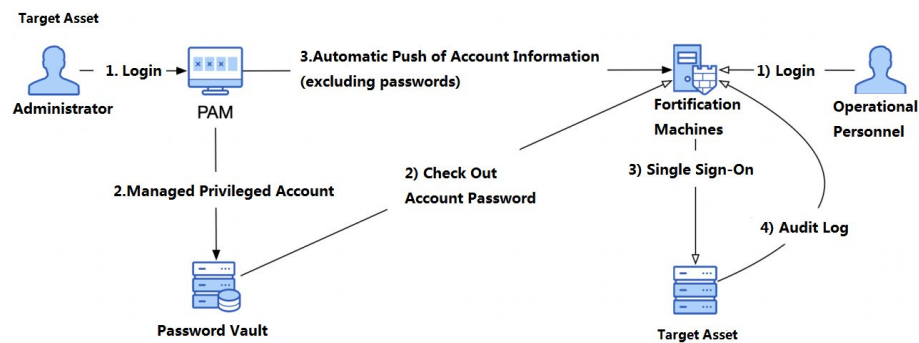 Target Asset
1. Login
Administrator
PAM
3.Automatic Push of Account Information
(excluding passwords)
1) Login
Fortification
Machines
Operational
Personnel
2.Managed Privileged Account
2) Check Out
Account Password
3) Single Sign-On
4) Audit Log
Password Vault
Target Asset